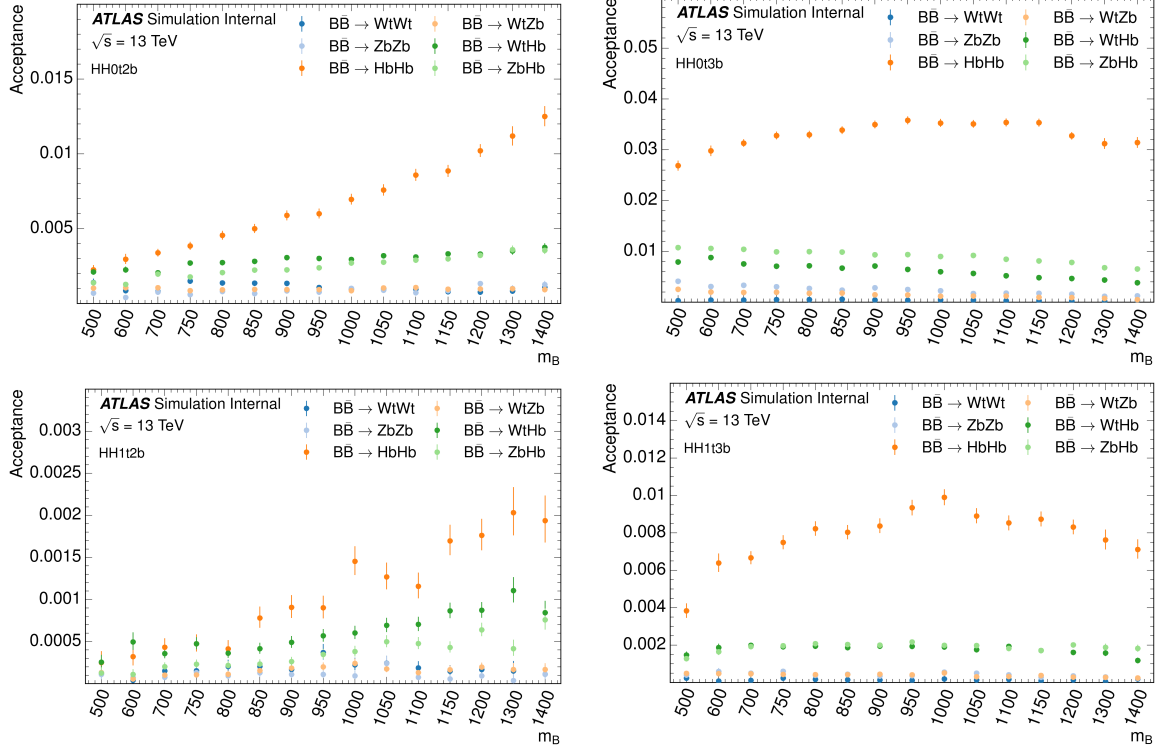 Acceptance
ATLAS Simulation Internal
√s = 13 TeV
HH0t2b
BB̄ → WtWt
BB̄ → WtZb
BB̄ → ZbZb
BB̄ → WtHb
BB̄ → HbHb
BB̄ → ZbHb
0.015
0.01
0.005
500 600 700 750 800 850 900 950 1000 1050 1100 1150 1200 1300 1400
m_B
Acceptance
ATLAS Simulation Internal
√s = 13 TeV
HH0t3b
BB̄ → WtWt
BB̄ → WtZb
BB̄ → ZbZb
BB̄ → WtHb
BB̄ → HbHb
BB̄ → ZbHb
0.05
0.04
0.03
0.02
0.01
500 600 700 750 800 850 900 950 1000 1050 1100 1150 1200 1300 1400
m_B
Acceptance
ATLAS Simulation Internal
√s = 13 TeV
HH1t2b
BB̄ → WtWt
BB̄ → WtZb
BB̄ → ZbZb
BB̄ → WtHb
BB̄ → HbHb
BB̄ → ZbHb
0.003
0.0025
0.002
0.0015
0.001
0.0005
500 600 700 750 800 850 900 950 1000 1050 1100 1150 1200 1300 1400
m_B
Acceptance
ATLAS Simulation Internal
√s = 13 TeV
HH1t3b
BB̄ → WtWt
BB̄ → WtZb
BB̄ → ZbZb
BB̄ → WtHb
BB̄ → HbHb
BB̄ → ZbHb
0.014
0.012
0.01
0.008
0.006
0.004
0.002
500 600 700 750 800 850 900 950 1000 1050 1100 1150 1200 1300 1400
m_B